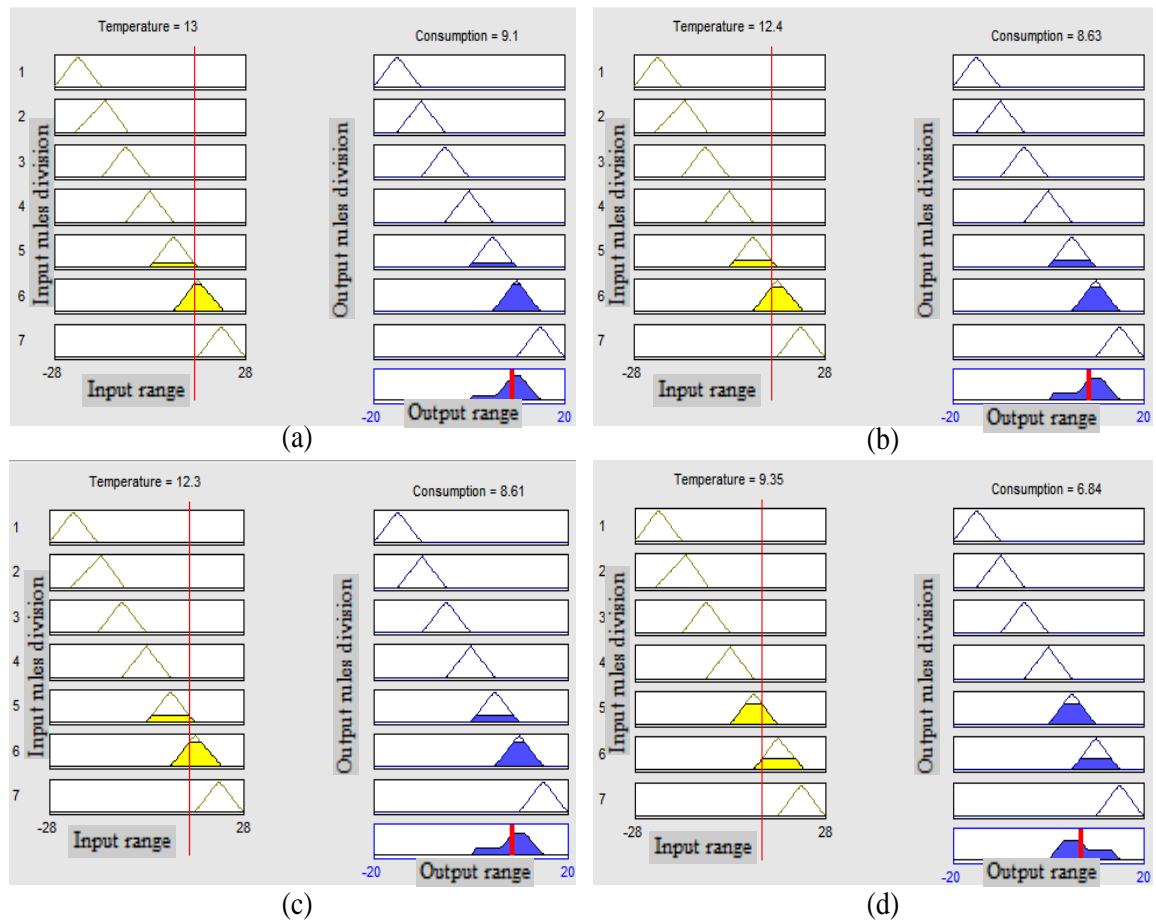 Temperature = 13
Consumption = 9.1
1
2
3
4
5
6
7
Input rules division
Output rules division
-28
28
Input range
-20
20
Output range
(a)
Temperature = 12.4
Consumption = 8.63
1
2
3
4
5
6
7
Input rules division
Output rules division
-28
28
Input range
-20
20
Output range
(b)
Temperature = 12.3
Consumption = 8.61
1
2
3
4
5
6
7
Input rules division
Output rules division
-28
28
Input range
-20
20
Output range
(c)
Temperature = 9.35
Consumption = 6.84
1
2
3
4
5
6
7
Input rules division
Output rules division
-28
28
Input range
-20
20
Output range
(d)